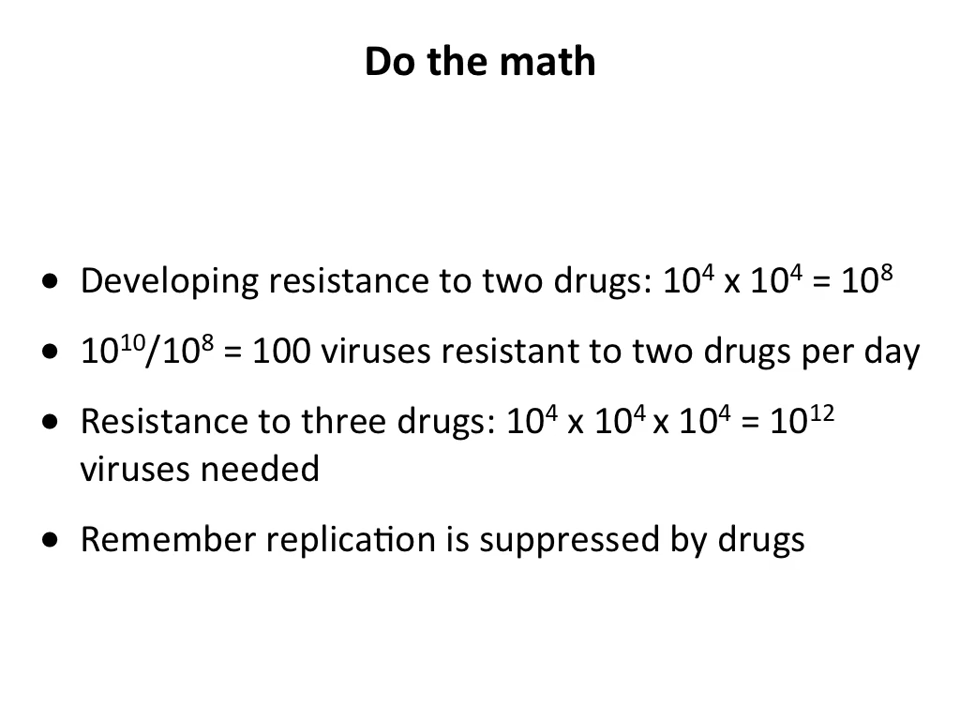 Do the math
● Developing resistance to two drugs: 10⁴ x 10⁴ = 10⁸
● 10¹⁰/10⁸ = 100 viruses resistant to two drugs per day
● Resistance to three drugs: 10⁴ x 10⁴ x 10⁴ = 10¹²
viruses needed
● Remember replication is suppressed by drugs